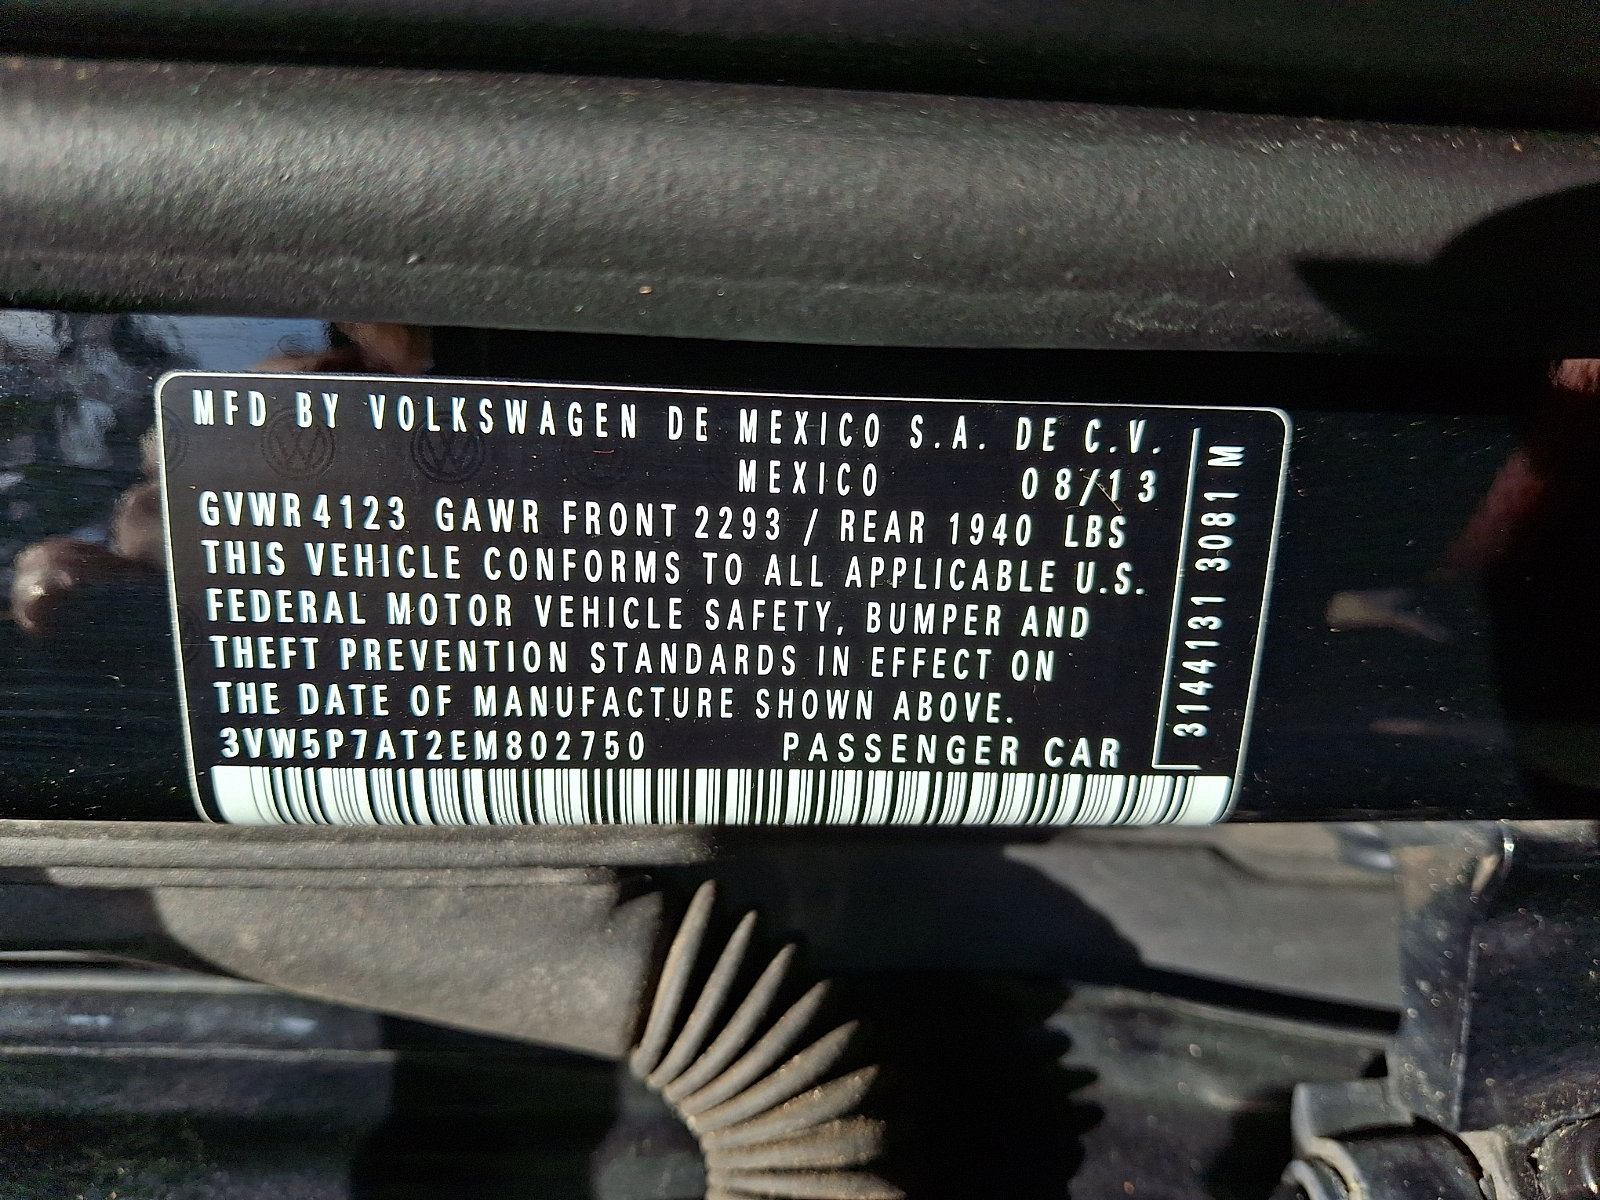 MFD BY VOLKSWAGEN DE MEXICO S.A. DE C.V.
MEXICO 08/13
GVWR 4123 GAWR FRONT 2293 / REAR 1940 LBS
THIS VEHICLE CONFORMS TO ALL APPLICABLE U.S.
FEDERAL MOTOR VEHICLE SAFETY, BUMPER AND
THEFT PREVENTION STANDARDS IN EFFECT ON
THE DATE OF MANUFACTURE SHOWN ABOVE.
3VW5P7AT2EM802750 PASSENGER CAR
3144131 3081 M